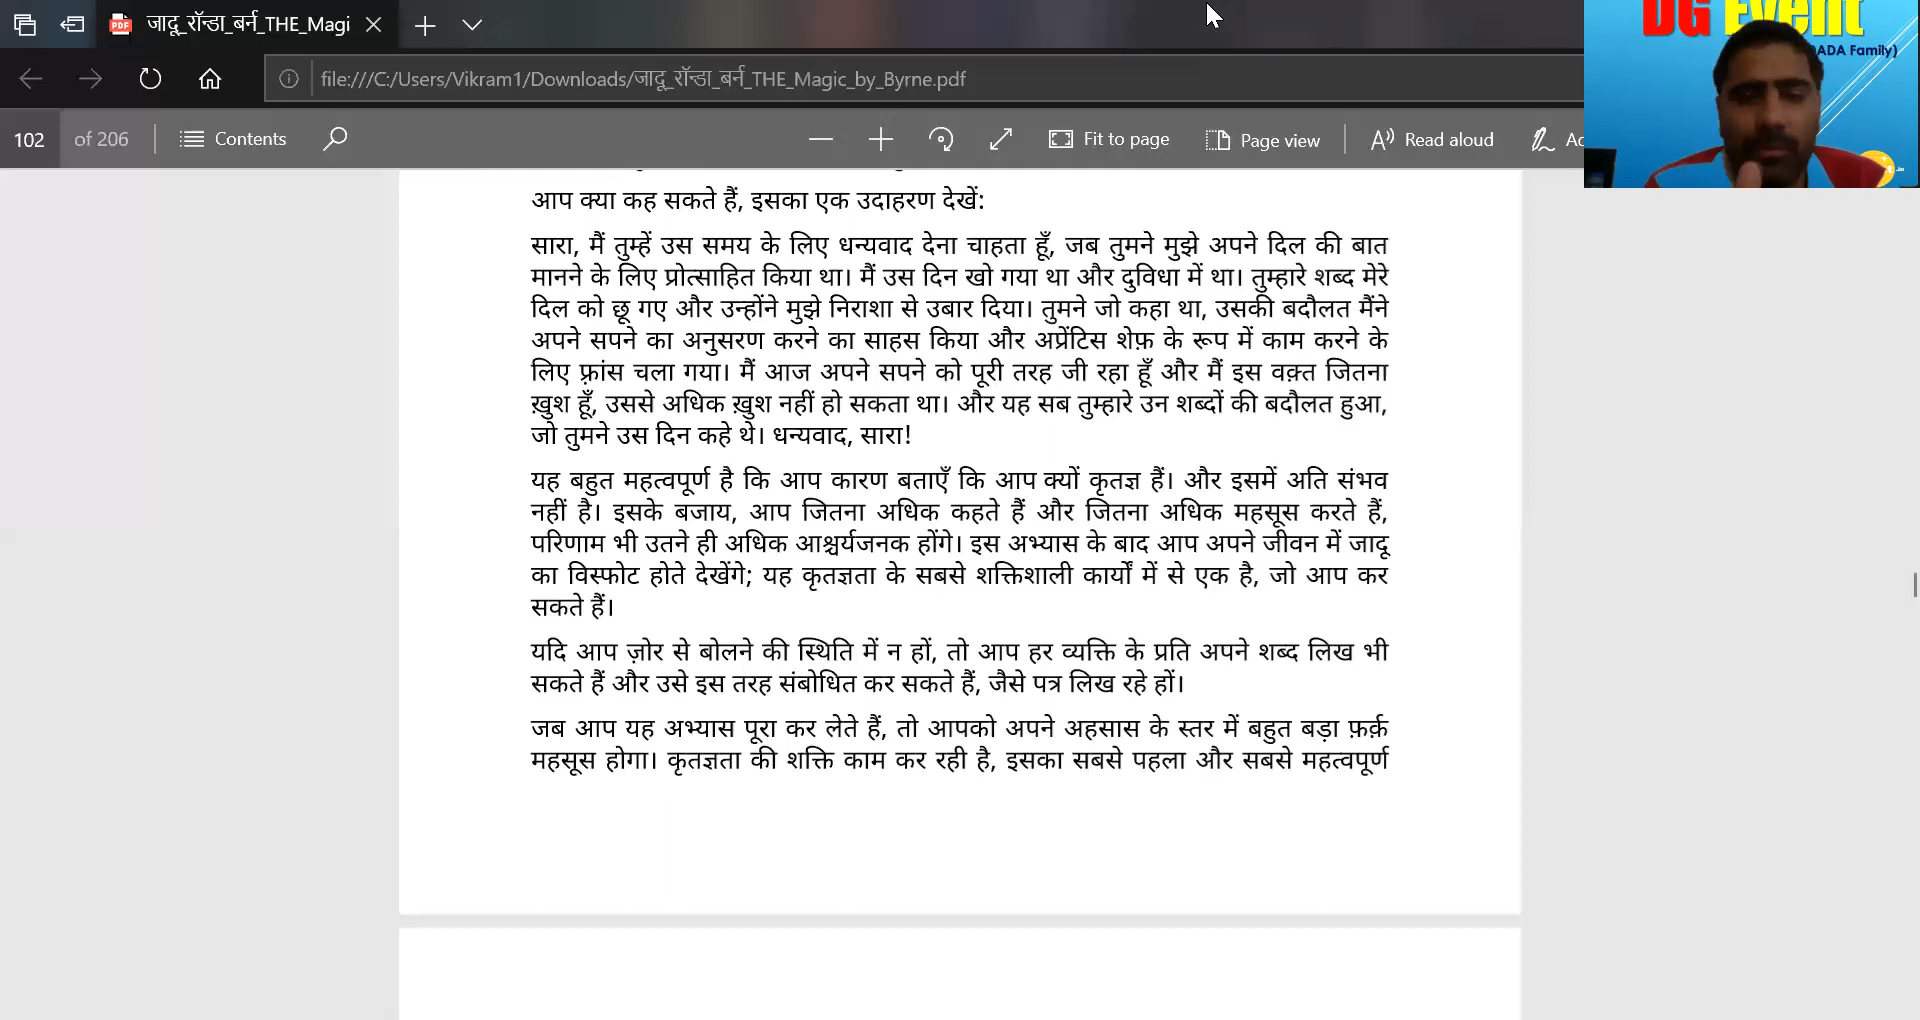 जादू_रॉन्डा_बर्न_THE_Magi
file:///C:/Users/Vikram1/Downloads/जादू_रॉन्डा_बर्न_THE_Magic_by_Byrne.pdf
102 of 206 Contents Fit to page Page view Read aloud
DG Event
DADA Family)
आप क्या कह सकते हैं, इसका एक उदाहरण देखें:
सारा, मैं तुम्हें उस समय के लिए धन्यवाद देना चाहता हूँ, जब तुमने मुझे अपने दिल की बात
मानने के लिए प्रोत्साहित किया था। मैं उस दिन खो गया था और दुविधा में था। तुम्हारे शब्द मेरे
दिल को छू गए और उन्होंने मुझे निराशा से उबार दिया। तुमने जो कहा था, उसकी बदौलत मैंने
अपने सपने का अनुसरण करने का साहस किया और अप्रेंटिस शेफ़ के रूप में काम करने के
लिए फ़्रांस चला गया। मैं आज अपने सपने को पूरी तरह जी रहा हूँ और मैं इस वक़्त जितना
ख़ुश हूँ, उससे अधिक ख़ुश नहीं हो सकता था। और यह सब तुम्हारे उन शब्दों की बदौलत हुआ,
जो तुमने उस दिन कहे थे। धन्यवाद, सारा!
यह बहुत महत्वपूर्ण है कि आप कारण बताएँ कि आप क्यों कृतज्ञ हैं। और इसमें अति संभव
नहीं है। इसके बजाय, आप जितना अधिक कहते हैं और जितना अधिक महसूस करते हैं,
परिणाम भी उतने ही अधिक आश्चर्यजनक होंगे। इस अभ्यास के बाद आप अपने जीवन में जादू
का विस्फोट होते देखेंगे; यह कृतज्ञता के सबसे शक्तिशाली कार्यों में से एक है, जो आप कर
सकते हैं।
यदि आप ज़ोर से बोलने की स्थिति में न हों, तो आप हर व्यक्ति के प्रति अपने शब्द लिख भी
सकते हैं और उसे इस तरह संबोधित कर सकते हैं, जैसे पत्र लिख रहे हों।
जब आप यह अभ्यास पूरा कर लेते हैं, तो आपको अपने अहसास के स्तर में बहुत बड़ा फ़र्क़
महसूस होगा। कृतज्ञता की शक्ति काम कर रही है, इसका सबसे पहला और सबसे महत्वपूर्ण